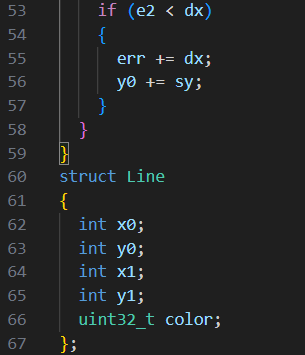 53 if (e2 < dx)
54 {
55 err += dx;
56 y0 += sy;
57 }
58 }
59 }
60 struct Line
61 {
62 int x0;
63 int y0;
64 int x1;
65 int y1;
66 uint32_t color;
67 };